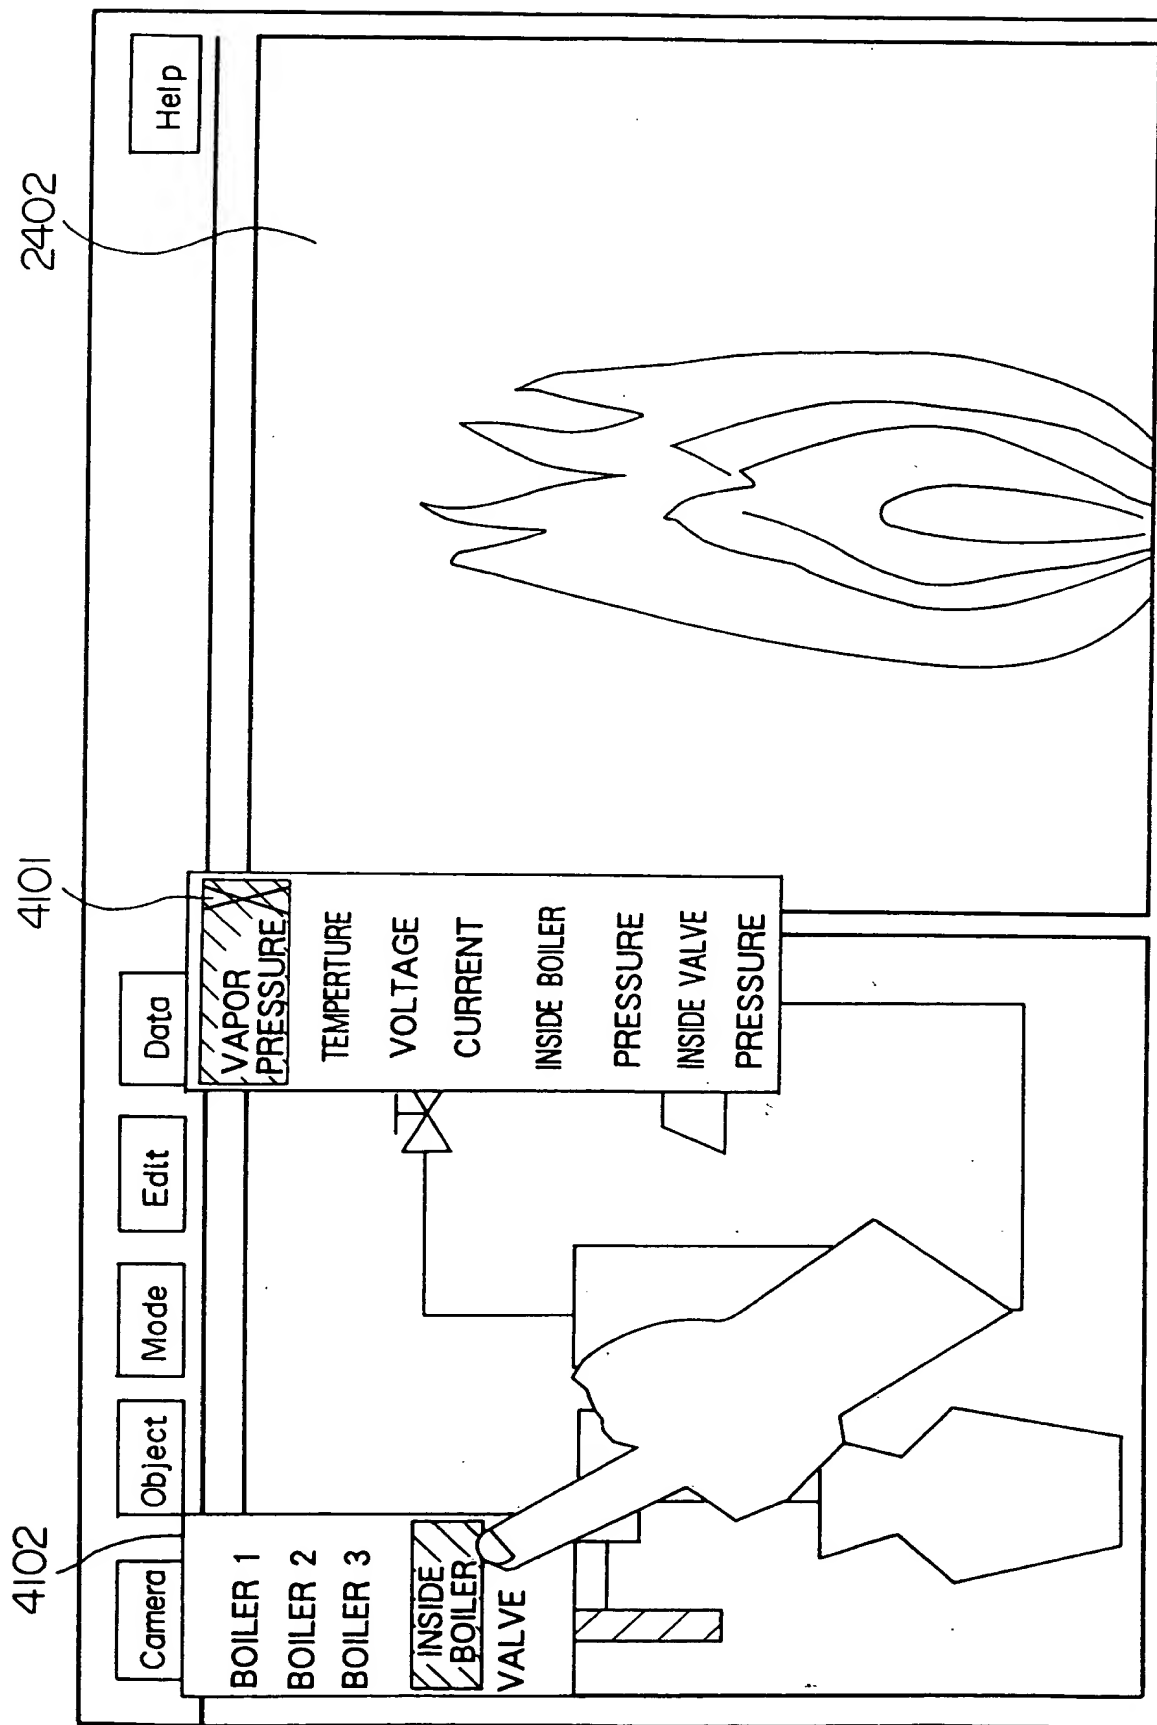 4102
4101
2402
Camera
Object
Mode
Edit
Data
Help
BOILER 1
BOILER 2
BOILER 3
INSIDE
BOILER
VALVE
VAPOR
PRESSURE
TEMPERTURE
VOLTAGE
CURRENT
INSIDE BOILER
PRESSURE
INSIDE VALVE
PRESSURE